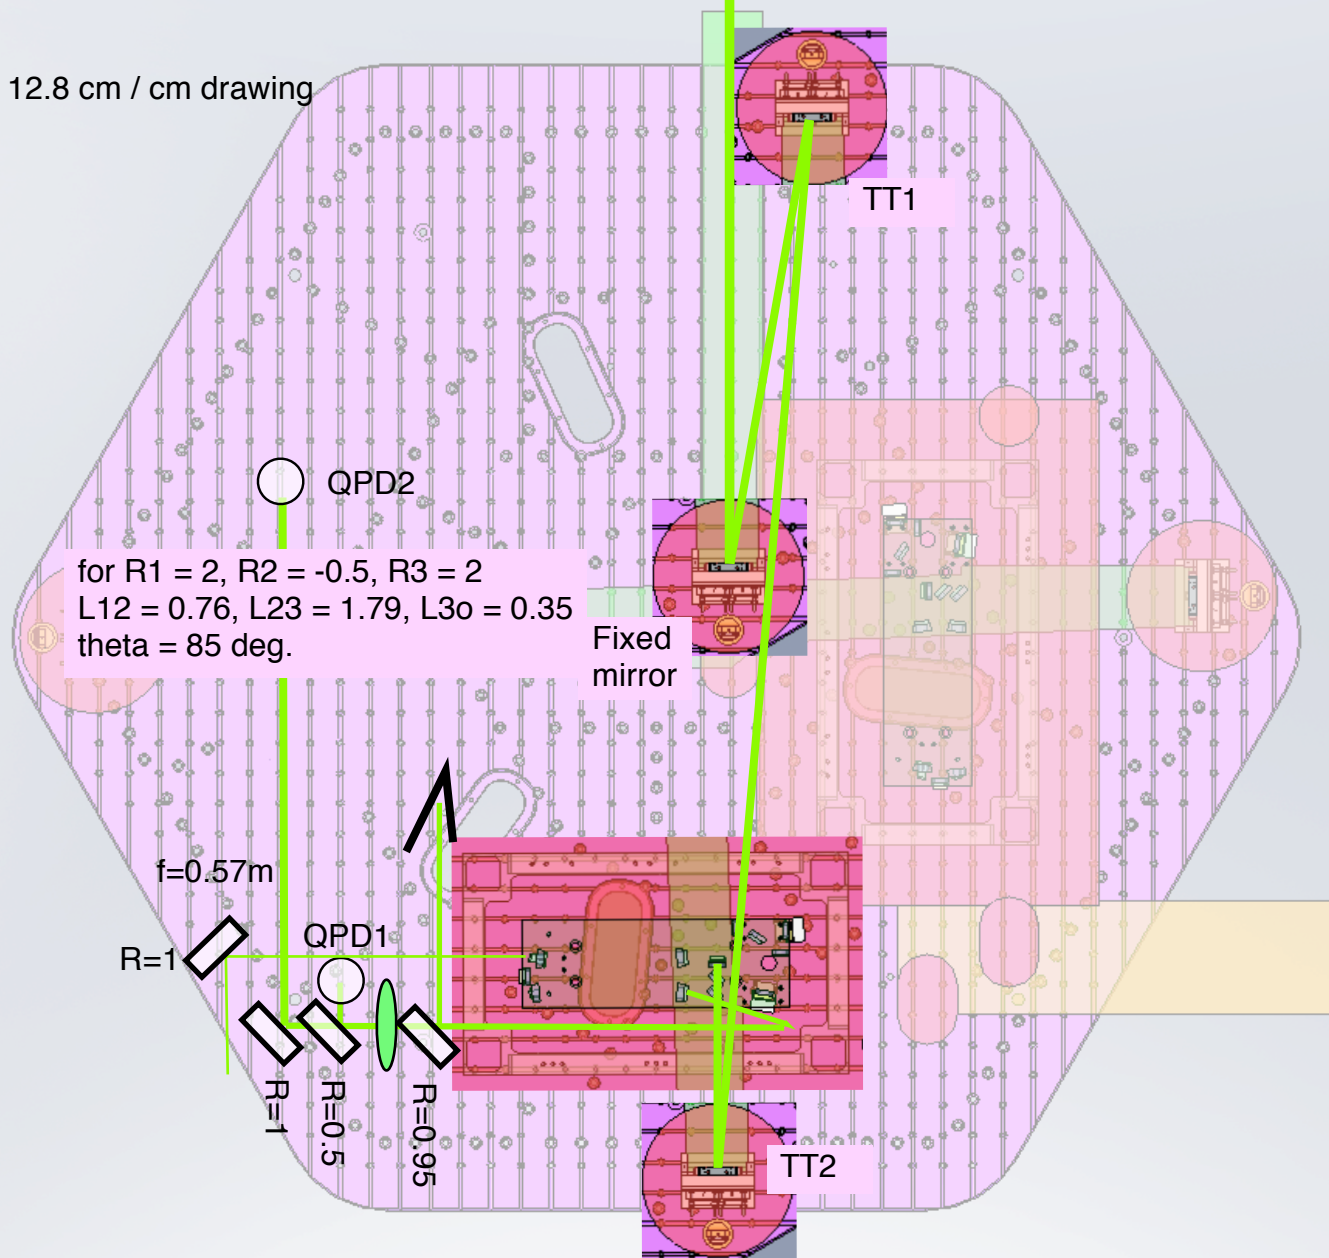 12.8 cm / cm drawing
TT1
QPD2
for R1 = 2, R2 = -0.5, R3 = 2
L12 = 0.76, L23 = 1.79, L3o = 0.35
theta = 85 deg.
Fixed
mirror
f=0.57m
QPD1
R=1
R=1
R=0.5
R=0.95
TT2